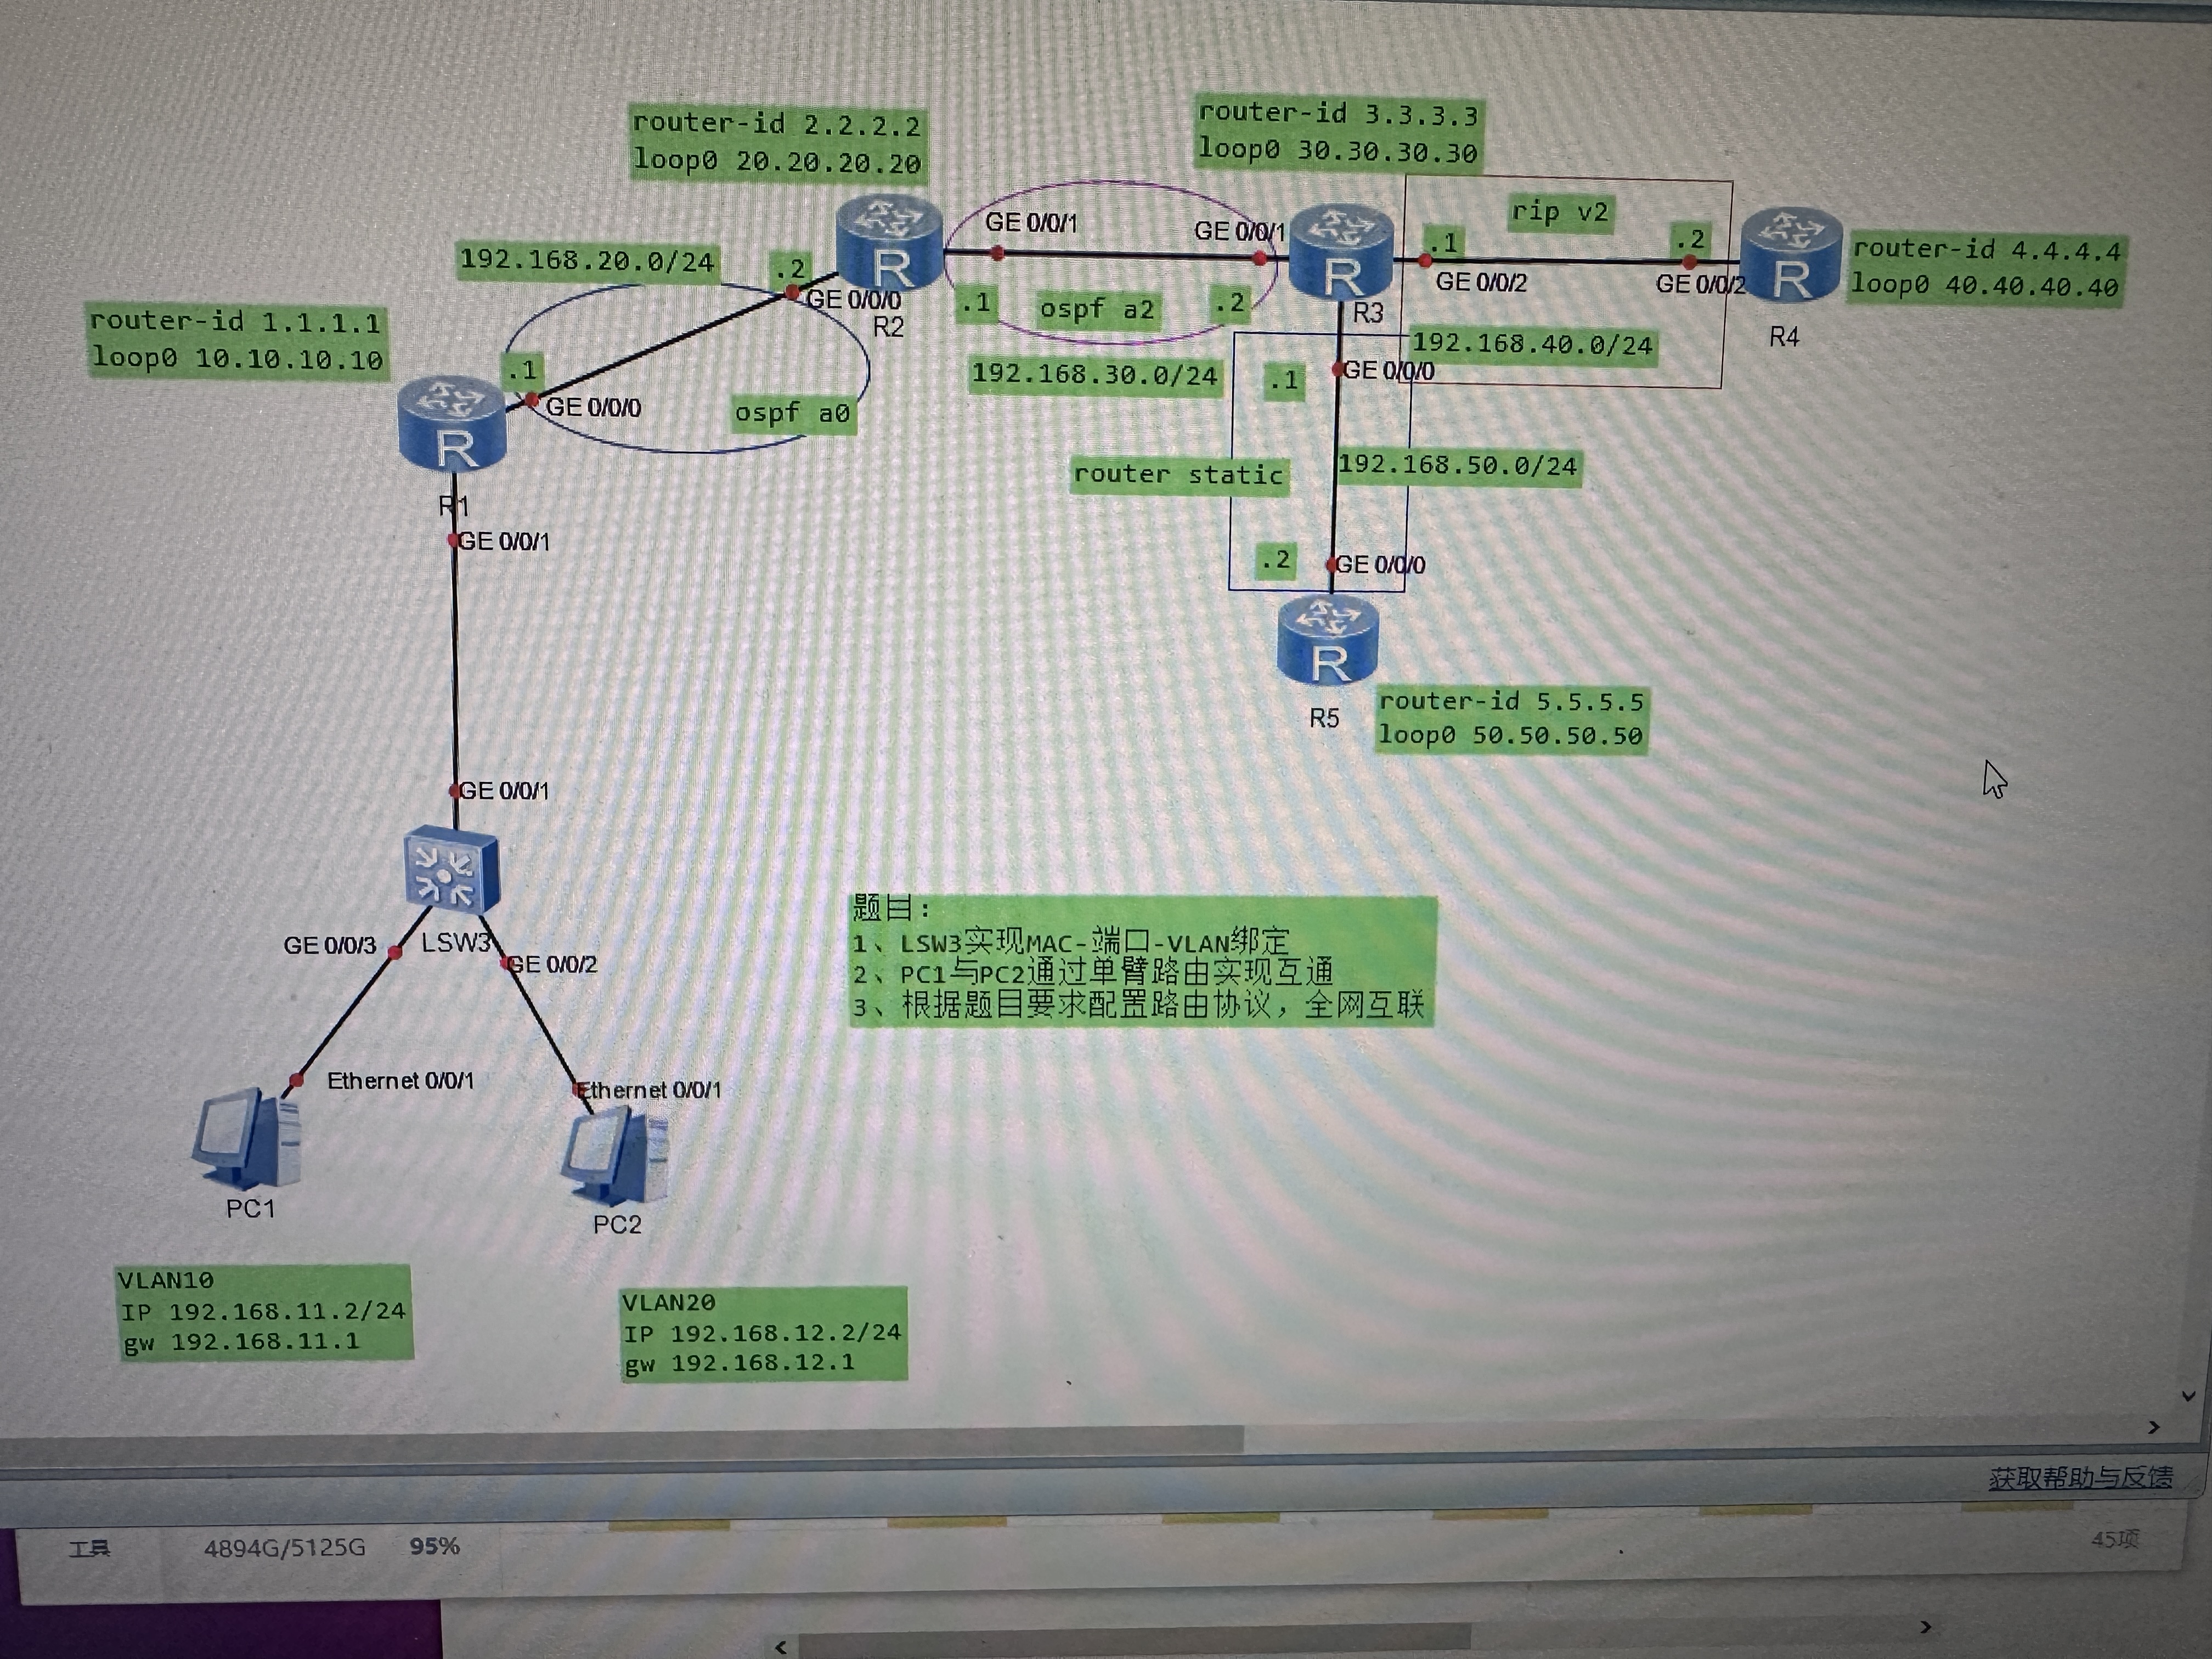 router-id 2.2.2.2
loop0 20.20.20.20
router-id 3.3.3.3
loop0 30.30.30.30
rip v2
192.168.20.0/24
.2
GE 0/0/0
R2
GE 0/0/1
GE 0/0/1
.1
ospf a2
.2
R3
.1
GE 0/0/2
.2
GE 0/0/2
R4
router-id 4.4.4.4
loop0 40.40.40.40
router-id 1.1.1.1
loop0 10.10.10.10
.1
GE 0/0/0
ospf a0
192.168.30.0/24
192.168.40.0/24
.1
GE 0/0/0
router static
192.168.50.0/24
.2
GE 0/0/0
R1
GE 0/0/1
R5
router-id 5.5.5.5
loop0 50.50.50.50
GE 0/0/1
LSW3
GE 0/0/3
GE 0/0/2
题目：
1、LSW3实现MAC-端口-VLAN绑定
2、PC1与PC2通过单臂路由实现互通
3、根据题目要求配置路由协议，全网互联
Ethernet 0/0/1
Ethernet 0/0/1
PC1
PC2
VLAN10
IP 192.168.11.2/24
gw 192.168.11.1
VLAN20
IP 192.168.12.2/24
gw 192.168.12.1
获取帮助与反馈
工具
4894G/5125G
95%
45项